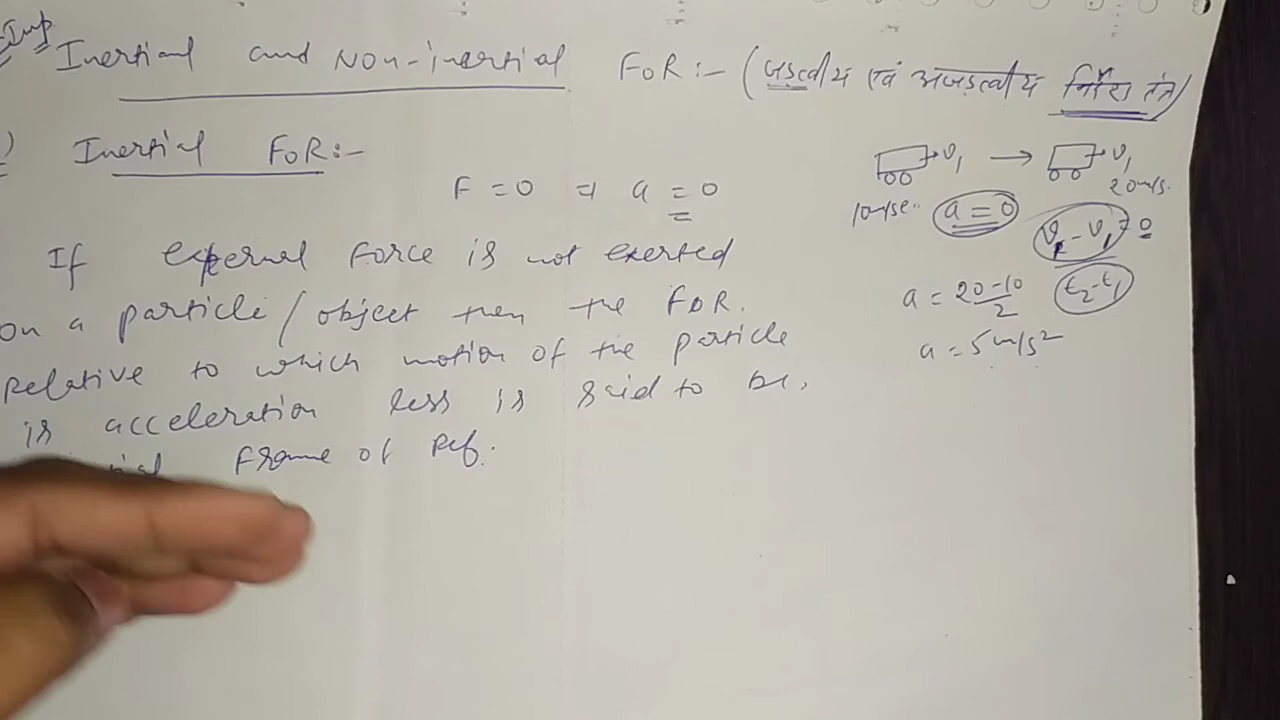 Imp
Inertial and Non-inertial FoR:- (जड़त्वीय एवं अजड़त्वीय निर्देश तंत्र)
Inertial FoR:-
F = 0 ⇒ a = 0
If external force is not exerted
on a particle/object then the FOR.
Relative to which motion of the particle
is acceleration less is said to be.
Frame of Ref.
v₁ → v₁
10m/se.. 20m/s.
a = 0
v₂ - v₁ ≠ 0
t₂-t₁
a = 20-10/2
a = 5m/s²